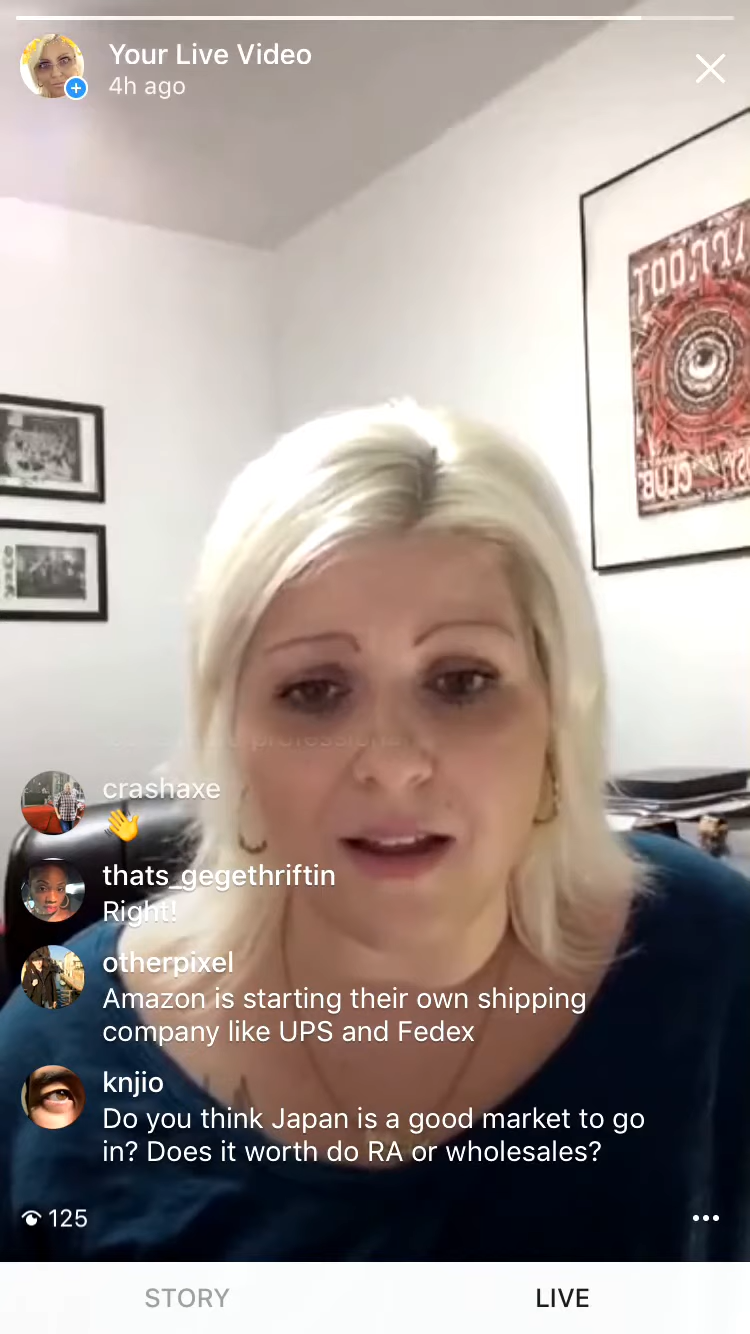 Your Live Video
4h ago
crashaxe
👋
thats_gegethriftin
Right!
otherpixel
Amazon is starting their own shipping
company like UPS and Fedex
knjio
Do you think Japan is a good market to go
in? Does it worth do RA or wholesales?
125
STORY
LIVE